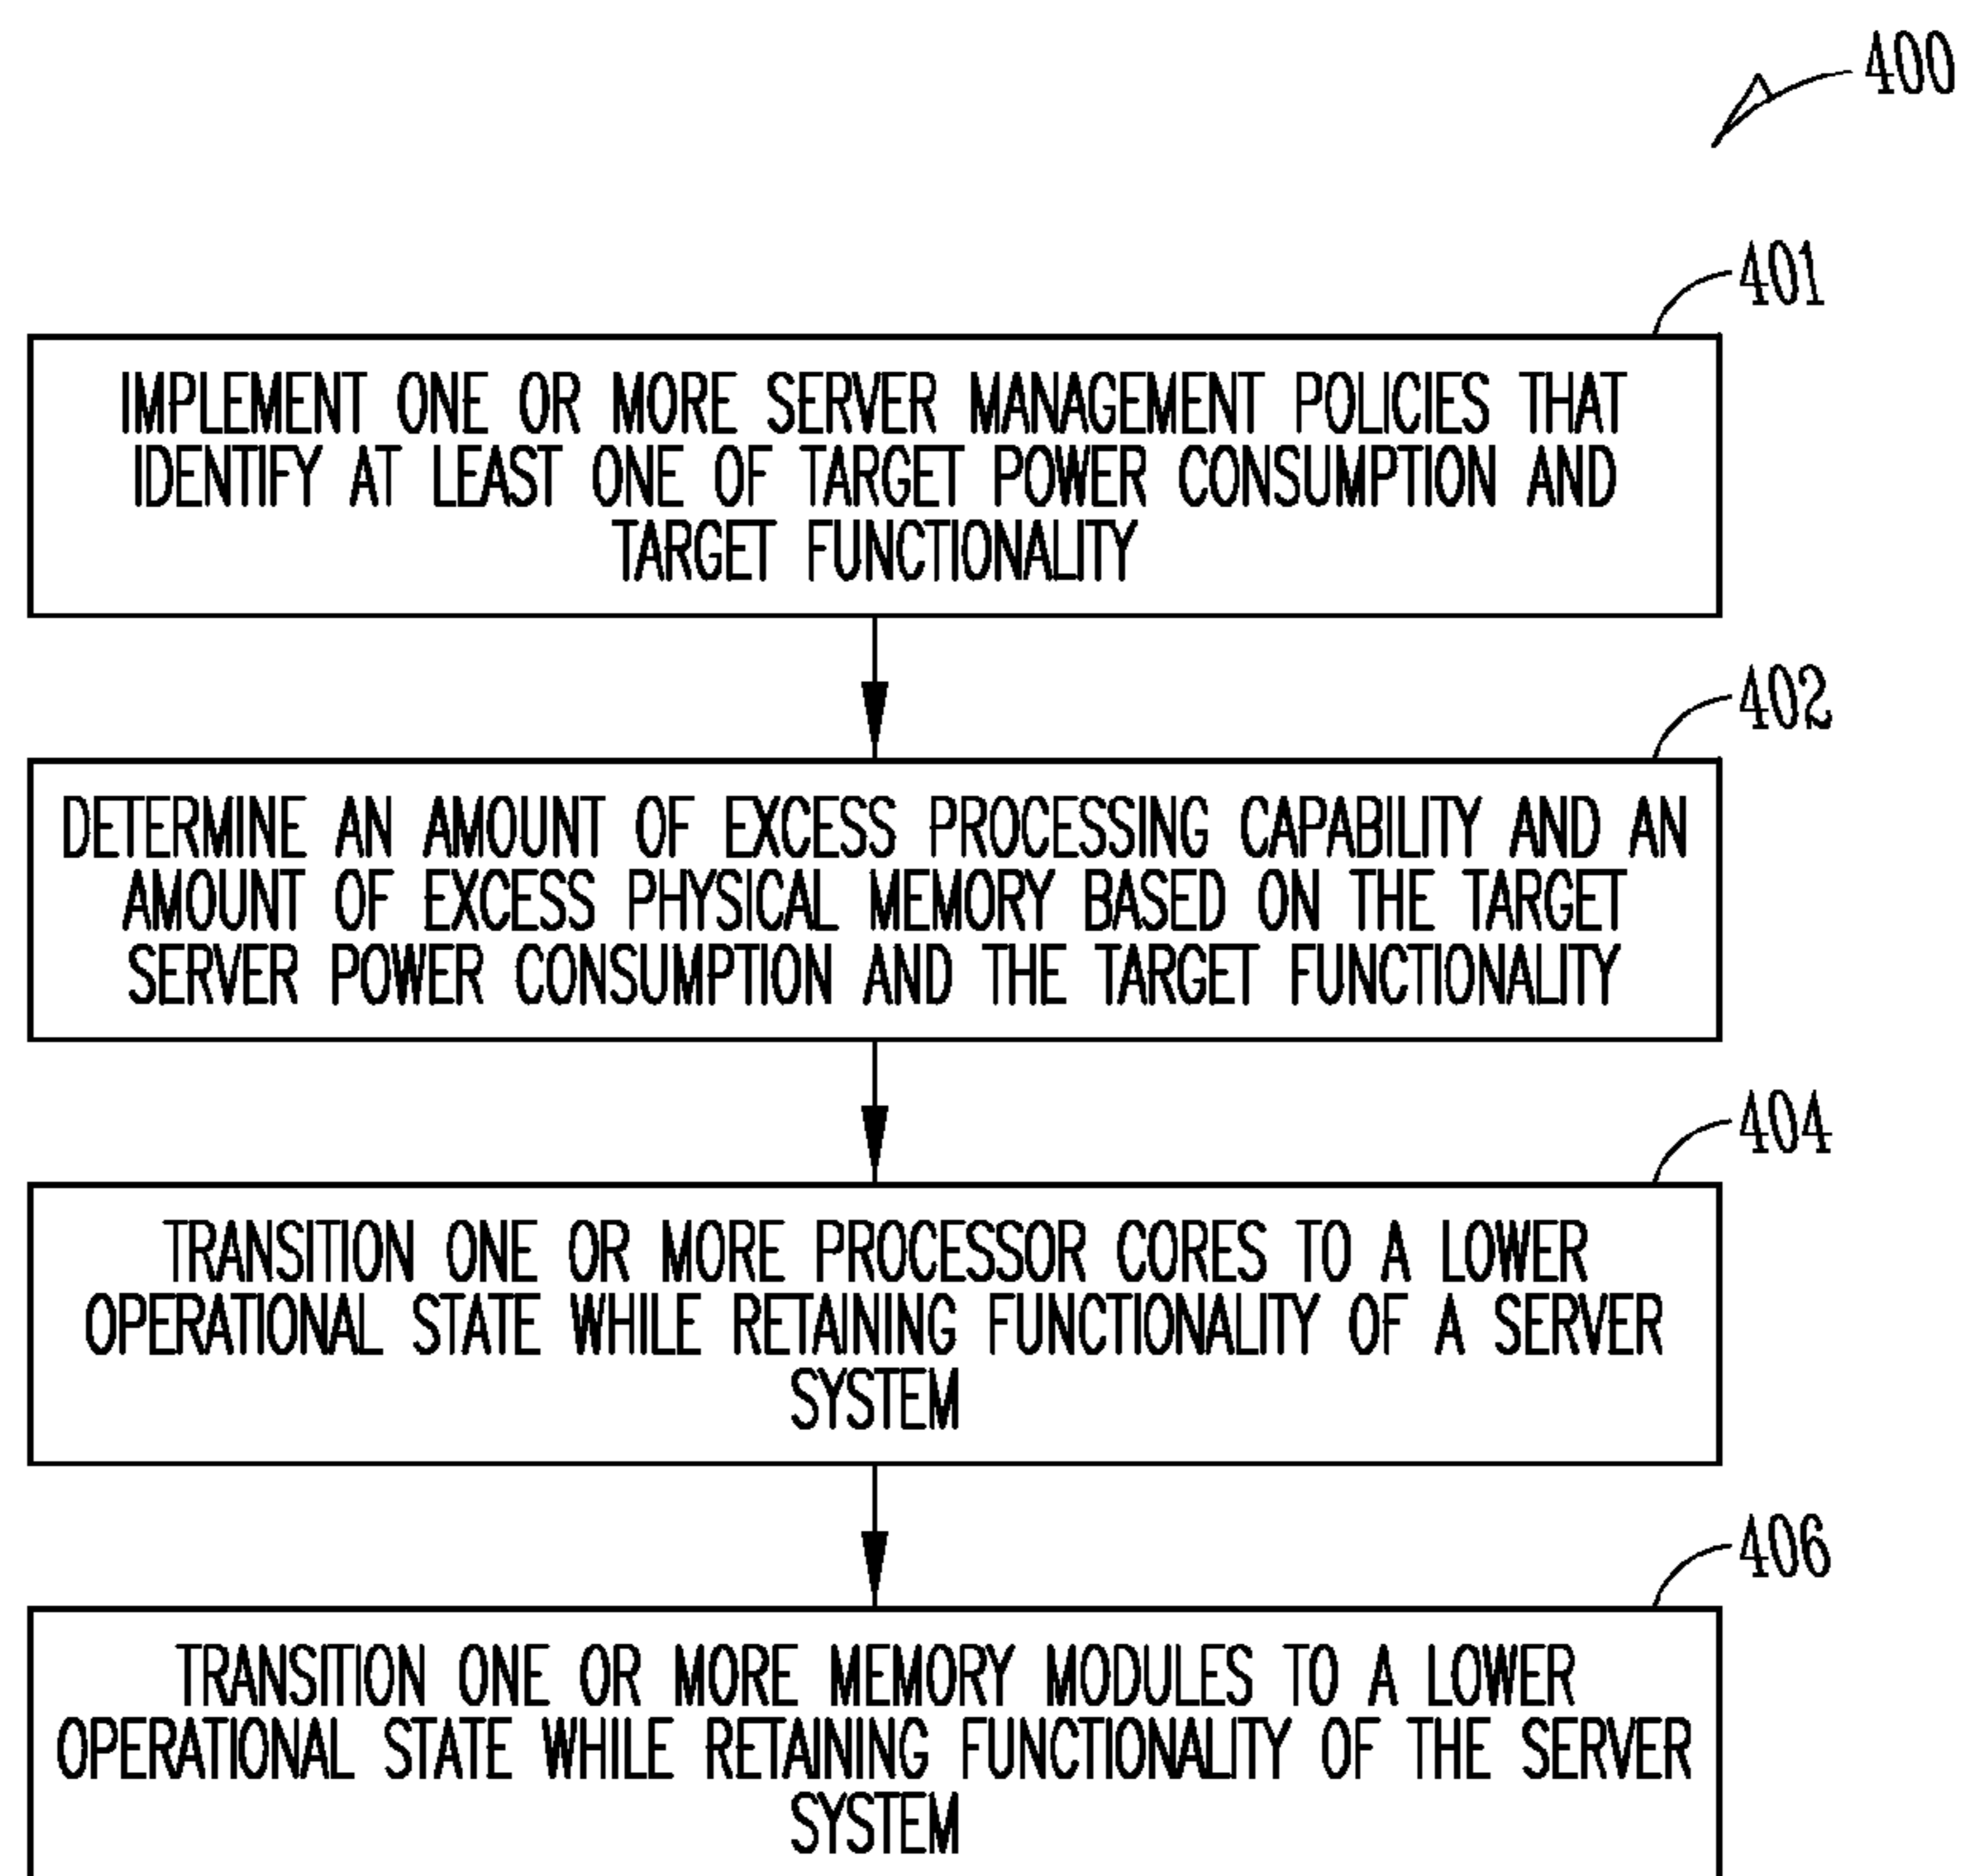 400
401
IMPLEMENT ONE OR MORE SERVER MANAGEMENT POLICIES THAT
IDENTIFY AT LEAST ONE OF TARGET POWER CONSUMPTION AND
TARGET FUNCTIONALITY
402
DETERMINE AN AMOUNT OF EXCESS PROCESSING CAPABILITY AND AN
AMOUNT OF EXCESS PHYSICAL MEMORY BASED ON THE TARGET
SERVER POWER CONSUMPTION AND THE TARGET FUNCTIONALITY
404
TRANSITION ONE OR MORE PROCESSOR CORES TO A LOWER
OPERATIONAL STATE WHILE RETAINING FUNCTIONALITY OF A SERVER
SYSTEM
406
TRANSITION ONE OR MORE MEMORY MODULES TO A LOWER
OPERATIONAL STATE WHILE RETAINING FUNCTIONALITY OF THE SERVER
SYSTEM